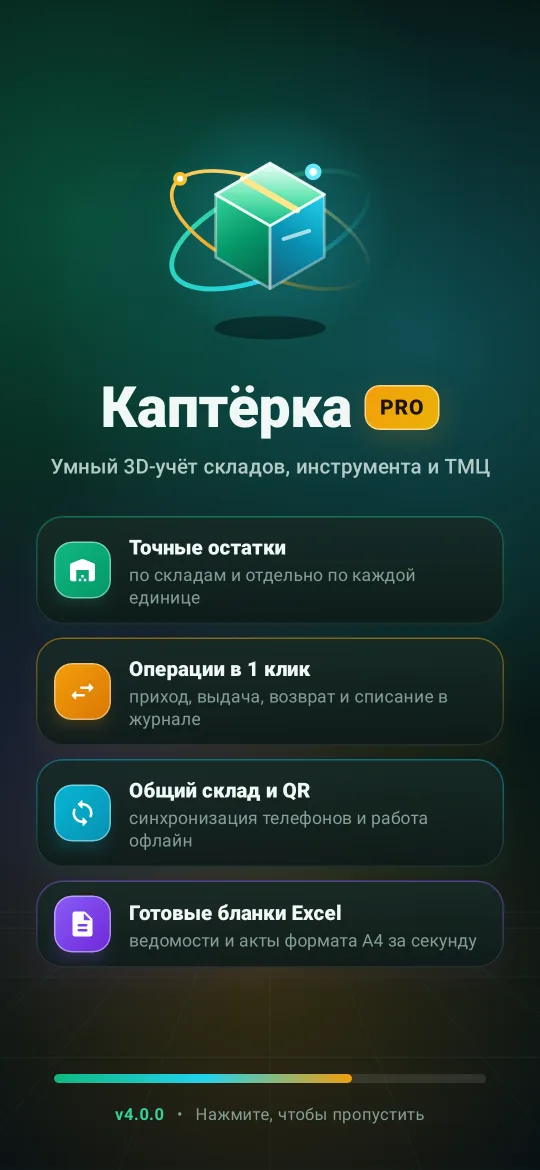 Каптёрка PRO
Умный 3D-учёт складов, инструмента и ТМЦ
Точные остатки
по складам и отдельно по каждой
единице
Операции в 1 клик
приход, выдача, возврат и списание в
журнале
Общий склад и QR
синхронизация телефонов и работа
офлайн
Готовые бланки Excel
ведомости и акты формата А4 за секунду
v4.0.0 • Нажмите, чтобы пропустить